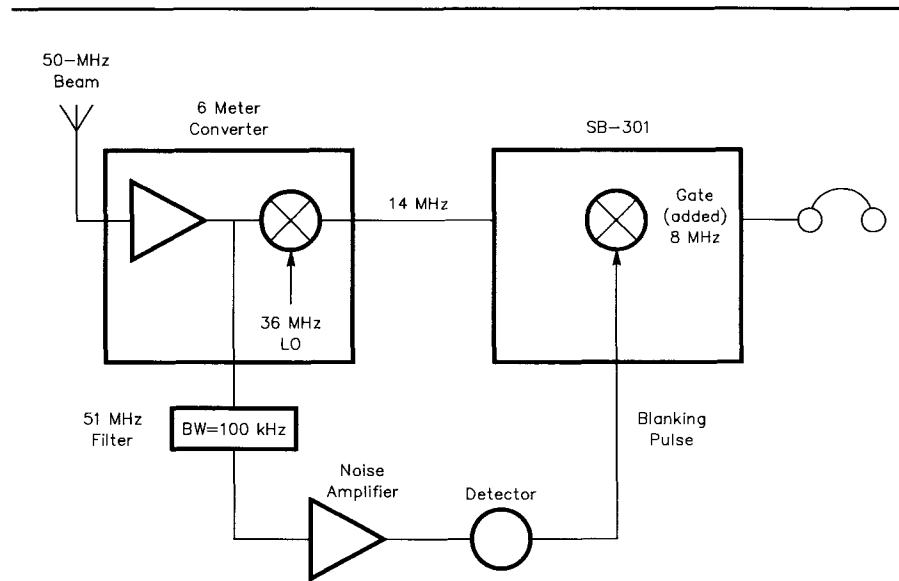 50-MHz
Beam
6 Meter
Converter
SB-301
14 MHz
Gate
(added)
8 MHz
36 MHz
LO
51 MHz
Filter
BW=100 kHz
Blanking
Pulse
Noise
Amplifier
Detector